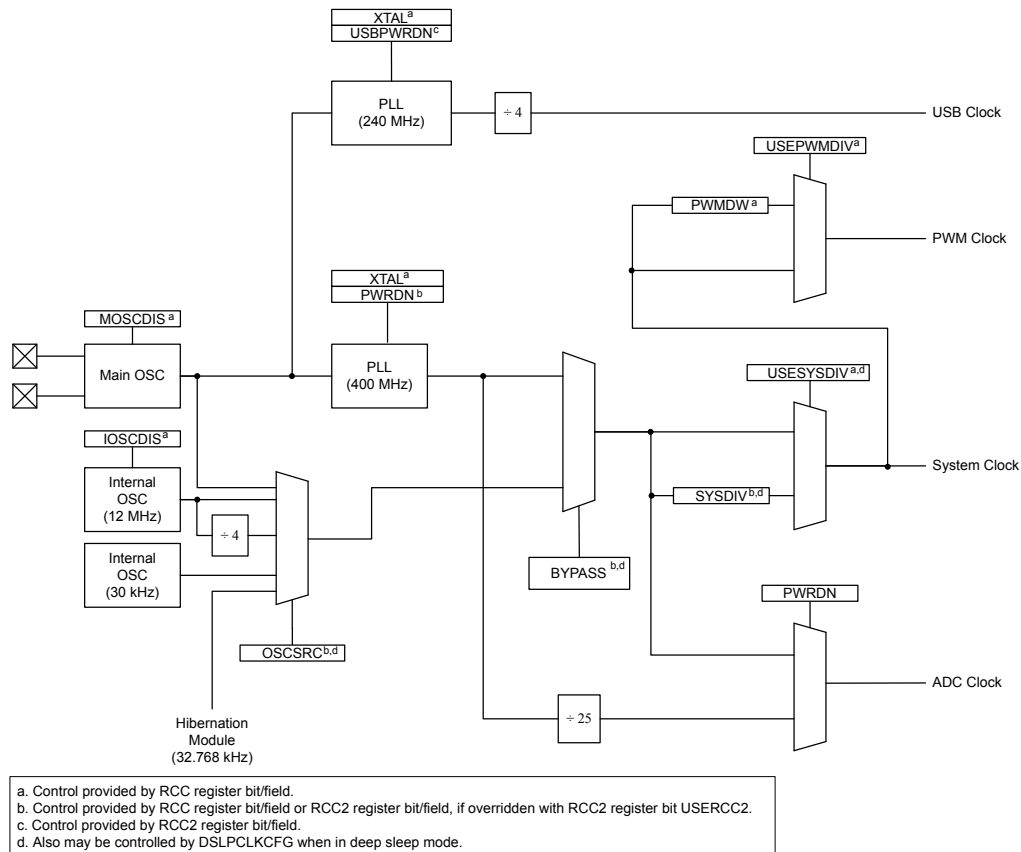 XTALa
USBPWRDNc
PLL
(240 MHz)
÷ 4
USB Clock
USEPWMDIVa
PWMDWa
PWM Clock
XTALa
PWRDNb
MOSCDISa
Main OSC
PLL
(400 MHz)
USESYSDIVa,d
IOSCDISa
System Clock
Internal
OSC
(12 MHz)
SYSDIVb,d
÷ 4
Internal
OSC
(30 kHz)
BYPASSb,d
PWRDN
OSCSRCb,d
ADC Clock
÷ 25
Hibernation
Module
(32.768 kHz)
a. Control provided by RCC register bit/field.
b. Control provided by RCC register bit/field or RCC2 register bit/field, if overridden with RCC2 register bit USERCC2.
c. Control provided by RCC2 register bit/field.
d. Also may be controlled by DSLPCLKCFG when in deep sleep mode.